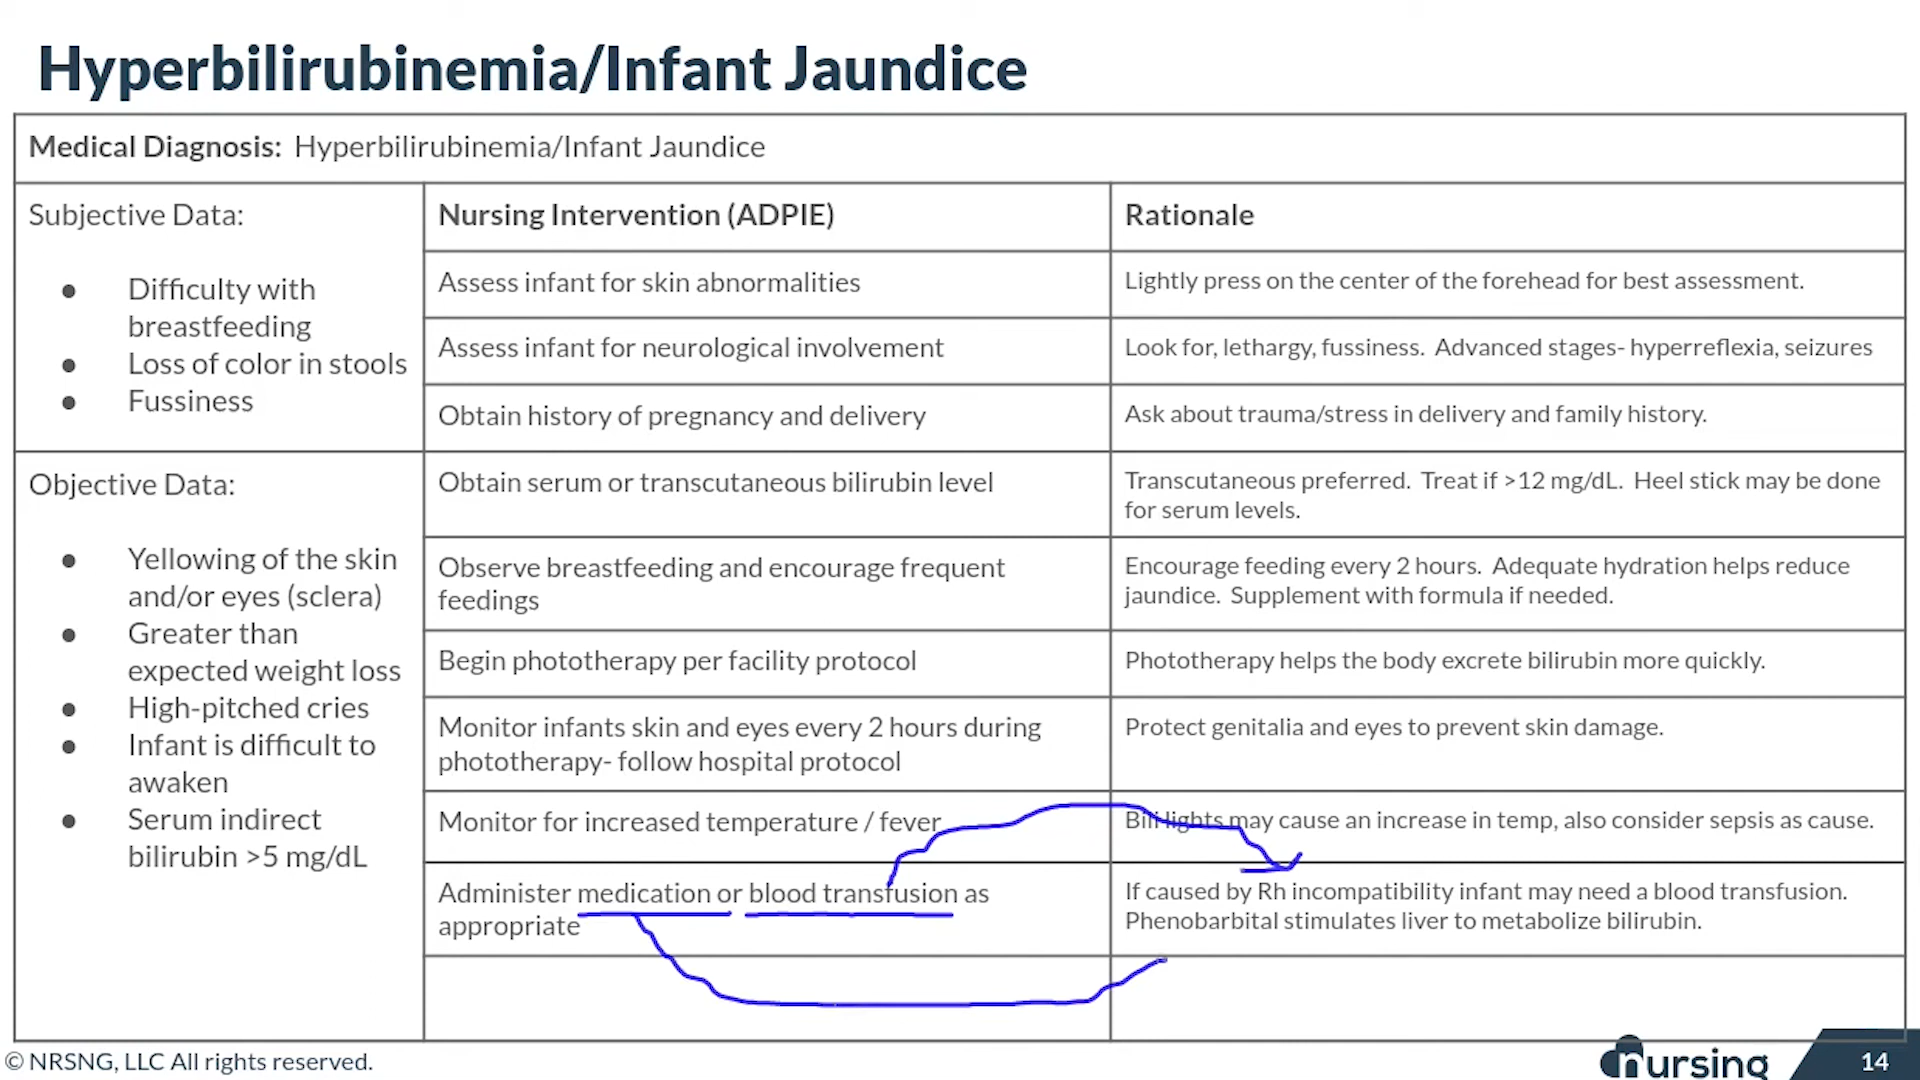 Hyperbilirubinemia/Infant Jaundice
Medical Diagnosis: Hyperbilirubinemia/Infant Jaundice
Subjective Data:
● Difficulty with
breastfeeding
● Loss of color in stools
● Fussiness
Objective Data:
● Yellowing of the skin
and/or eyes (sclera)
● Greater than
expected weight loss
● High-pitched cries
● Infant is difficult to
awaken
● Serum indirect
bilirubin >5 mg/dL
Nursing Intervention (ADPIE)
Rationale
Assess infant for skin abnormalities
Lightly press on the center of the forehead for best assessment.
Assess infant for neurological involvement
Look for, lethargy, fussiness. Advanced stages- hyperreflexia, seizures
Obtain history of pregnancy and delivery
Ask about trauma/stress in delivery and family history.
Obtain serum or transcutaneous bilirubin level
Transcutaneous preferred. Treat if >12 mg/dL. Heel stick may be done
for serum levels.
Observe breastfeeding and encourage frequent
feedings
Encourage feeding every 2 hours. Adequate hydration helps reduce
jaundice. Supplement with formula if needed.
Begin phototherapy per facility protocol
Phototherapy helps the body excrete bilirubin more quickly.
Monitor infants skin and eyes every 2 hours during
phototherapy- follow hospital protocol
Protect genitalia and eyes to prevent skin damage.
Monitor for increased temperature / fever
Bili lights may cause an increase in temp, also consider sepsis as cause.
Administer medication or blood transfusion as
appropriate
If caused by Rh incompatibility infant may need a blood transfusion.
Phenobarbital stimulates liver to metabolize bilirubin.
© NRSNG, LLC All rights reserved.
nursing
14